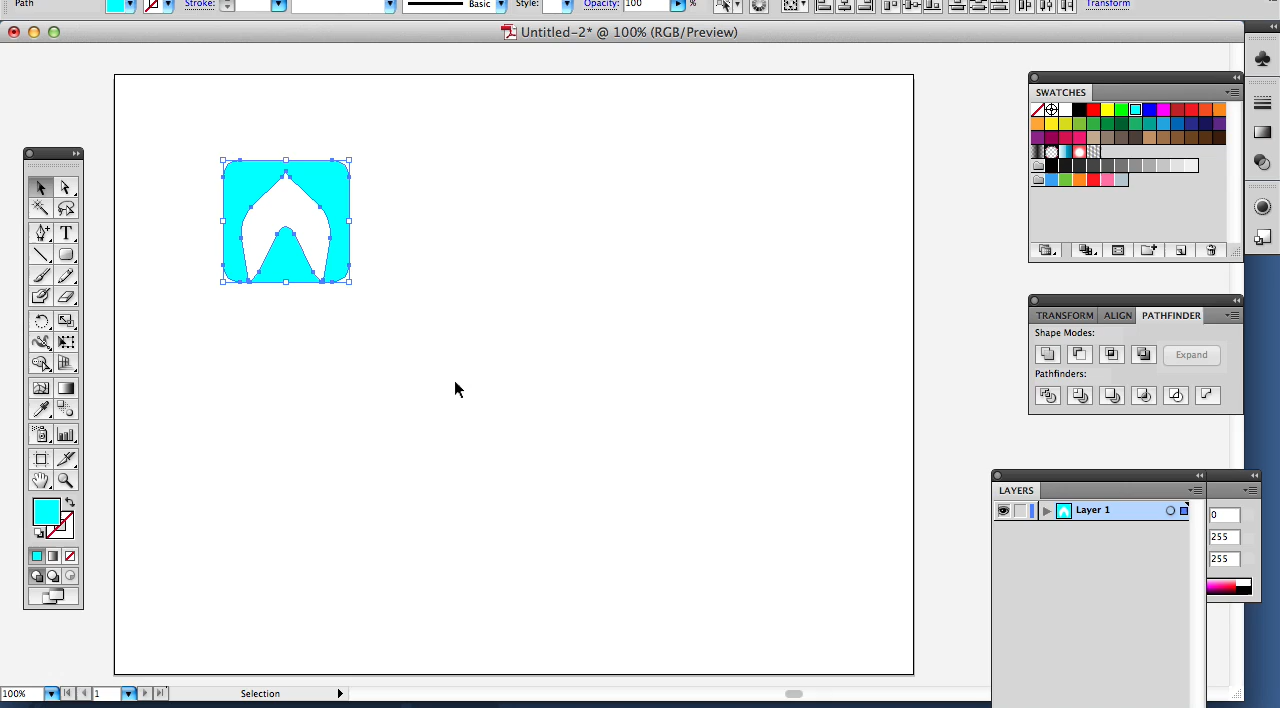 Path Stroke: Basic Style: Opacity: 100 % Transform
Untitled-2* @ 100% (RGB/Preview)
SWATCHES
T
TRANSFORM ALIGN PATHFINDER
Shape Modes:
Expand
Pathfinders:
LAYERS
Layer 1
0
255
255
100% 1 Selection